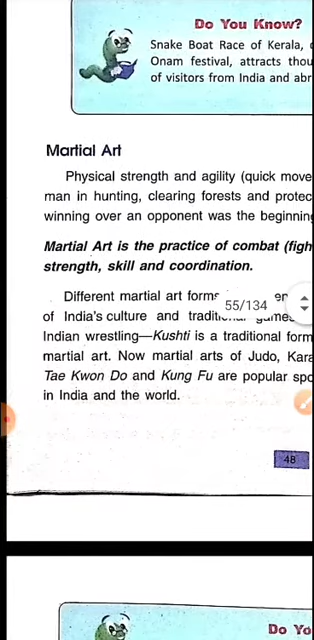 Do You Know?
Snake Boat Race of Kerala,
Onam festival, attracts thou
of visitors from India and abr
Martial Art
Physical strength and agility (quick move
man in hunting, clearing forests and protec
winning over an opponent was the beginning
Martial Art is the practice of combat (figh
strength, skill and coordination.
Different martial art forms
55/134
of India's culture and games
Indian wrestling—Kushti is a traditional form
martial art. Now martial arts of Judo, Kara
Tae Kwon Do and Kung Fu are popular spo
in India and the world.
48
Do Yo